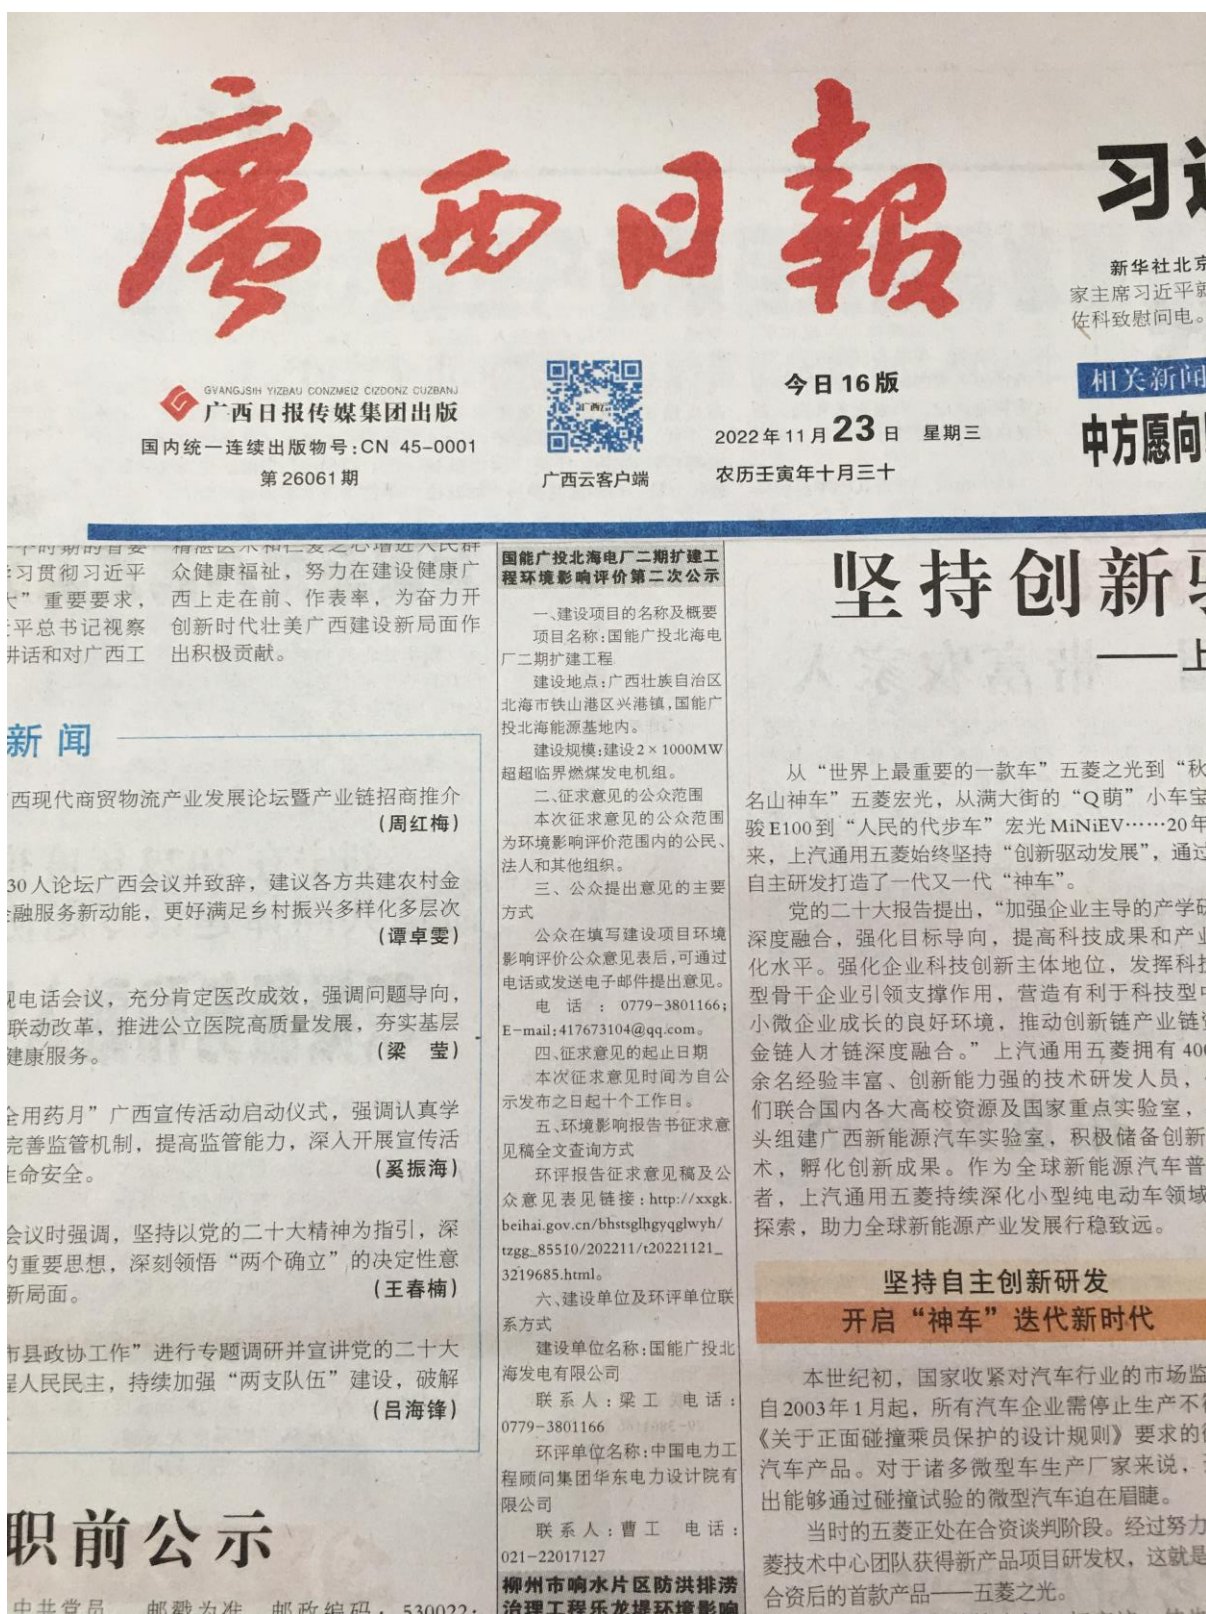 廣西日報
GVANGJSIH YIZBAU CONZMEIZ CIZDONZ CUZBANJ
广西日报传媒集团出版
国内统一连续出版物号:CN 45-0001
第26061期
广西云客户端
今日16版
2022年11月23日 星期三
农历壬寅年十月三十
习近
新华社北京
家主席习近平就
佐科致慰问电。
相关新闻
中方愿向
学习贯彻习近平
大”重要要求，
近平总书记视察
讲话和对广西工
精湛医术和仁爱之心增进人民群
众健康福祉，努力在建设健康广
西上走在前、作表率，为奋力开
创新时代壮美广西建设新局面作
出积极贡献。
新闻
西现代商贸物流产业发展论坛暨产业链招商推介
(周红梅)
30人论坛广西会议并致辞，建议各方共建农村金
融服务新动能，更好满足乡村振兴多样化多层次
(谭卓雯)
视电话会议，充分肯定医改成效，强调问题导向，
联动改革，推进公立医院高质量发展，夯实基层
健康服务。
(梁 莹)
全用药月”广西宣传活动启动仪式，强调认真学
完善监管机制，提高监管能力，深入开展宣传活
生命安全。
(奚振海)
会议时强调，坚持以党的二十大精神为指引，深
的重要思想，深刻领悟“两个确立”的决定性意
新局面。
(王春楠)
市县政协工作”进行专题调研并宣讲党的二十大
程人民民主，持续加强“两支队伍”建设，破解
(吕海锋)
职前公示
中共党员 邮戳为准 邮政编码：530022；
国能广投北海电厂二期扩建工
程环境影响评价第二次公示
一、建设项目的名称及概要
项目名称:国能广投北海电
厂二期扩建工程
建设地点:广西壮族自治区
北海市铁山港区兴港镇,国能广
投北海能源基地内。
建设规模:建设2×1000MW
超超临界燃煤发电机组。
二、征求意见的公众范围
本次征求意见的公众范围
为环境影响评价范围内的公民、
法人和其他组织。
三、公众提出意见的主要
方式
公众在填写建设项目环境
影响评价公众意见表后,可通过
电话或发送电子邮件提出意见。
电话：0779-3801166;
E-mail:417673104@qq.com。
四、征求意见的起止日期
本次征求意见时间为自公
示发布之日起十个工作日。
五、环境影响报告书征求意
见稿全文查询方式
环评报告征求意见稿及公
众意见表见链接:http://xxgk.
beihai.gov.cn/bhstsglhgyqglwyh/
tzgg_85510/202211/t20221121_
3219685.html。
六、建设单位及环评单位联
系方式
建设单位名称:国能广投北
海发电有限公司
联系人:梁工 电话:
0779-3801166
环评单位名称:中国电力工
程顾问集团华东电力设计院有
限公司
联系人:曹工 电话:
021-22017127
柳州市响水片区防洪排涝
治理工程乐龙堤环境影响
坚持创新
——上
从“世界上最重要的一款车”五菱之光到“秋
名山神车”五菱宏光，从满大街的“Q萌”小车宝
骏E100到“人民的代步车”宏光MiNiEV……20年
来，上汽通用五菱始终坚持“创新驱动发展”，通过
自主研发打造了一代又一代“神车”。
党的二十大报告提出，“加强企业主导的产学研
深度融合，强化目标导向，提高科技成果和产业
化水平。强化企业科技创新主体地位，发挥科技
型骨干企业引领支撑作用，营造有利于科技型中
小微企业成长的良好环境，推动创新链产业链资
金链人才链深度融合。”上汽通用五菱拥有400
余名经验丰富、创新能力强的技术研发人员，
们联合国内各大高校资源及国家重点实验室，
头组建广西新能源汽车实验室，积极储备创新
术，孵化创新成果。作为全球新能源汽车普
者，上汽通用五菱持续深化小型纯电动车领域
探索，助力全球新能源产业发展行稳致远。
坚持自主创新研发
开启“神车”迭代新时代
本世纪初，国家收紧对汽车行业的市场监
自2003年1月起，所有汽车企业需停止生产不符
《关于正面碰撞乘员保护的设计规则》要求的微
汽车产品。对于诸多微型车生产厂家来说，
出能够通过碰撞试验的微型汽车迫在眉睫。
当时的五菱正处在合资谈判阶段。经过努力
菱技术中心团队获得新产品项目研发权，这就是
合资后的首款产品——五菱之光。